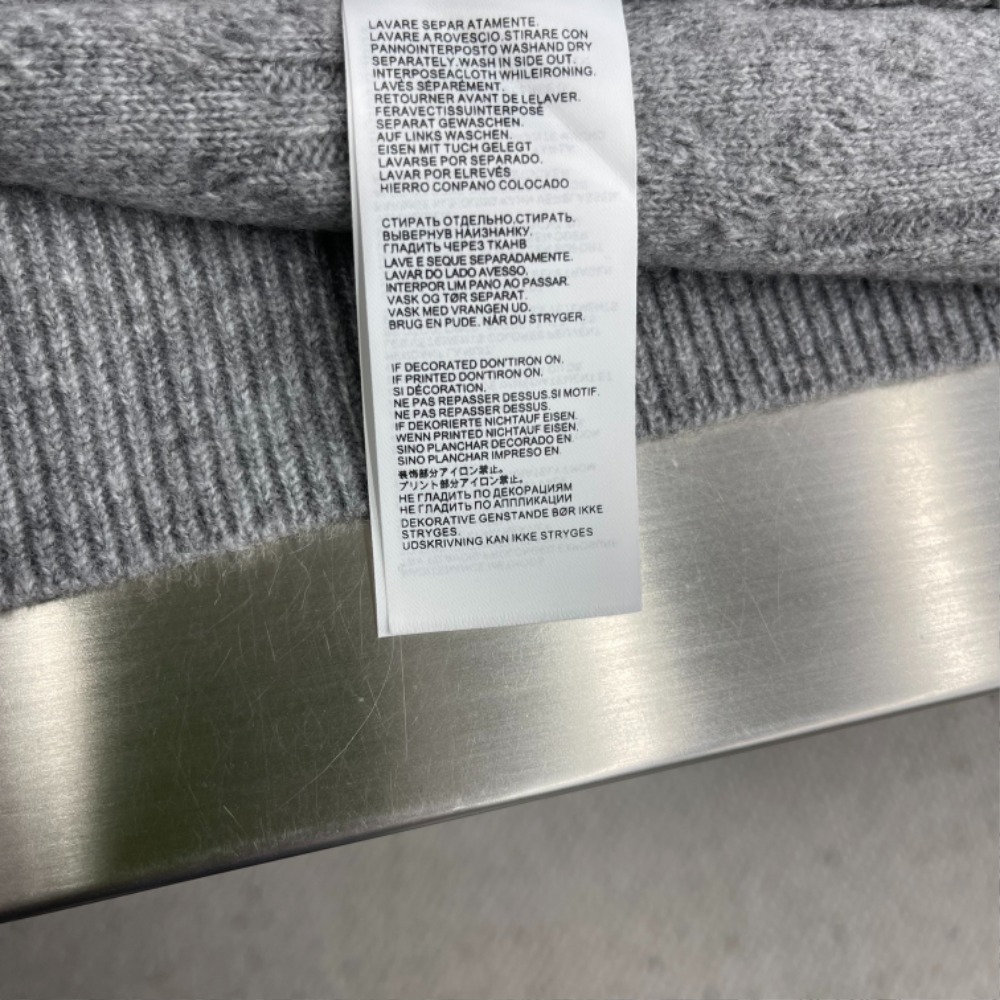 LAVARE SEPAR ATAMENTE.
LAVARE A ROVESCIO.STIRARE CON
PANNOINTERPOSTO WASHAND DRY
SEPARATELY.WASH IN SIDE OUT.
INTERPOSEACLOTH WHILEIRONING.
LAVÉS SÉPARÉMENT.
RETOURNER AVANT DE LELAVER.
FERAVECTISSUINTERPOSÉ
SEPARAT GEWASCHEN.
AUF LINKS WASCHEN.
EISEN MIT TUCH GELEGT
LAVARSE POR SEPARADO.
LAVAR POR ELREVÉS
HIERRO CONPANO COLOCADO
СТИРАТЬ ОТДЕЛЬНО.СТИРАТЬ.
ВЫВЕРНУВ НАИЗНАНКУ.
ГЛАДИТЬ ЧЕРЕЗ ТКАНВ
LAVE E SEQUE SEPARADAMENTE.
LAVAR DO LADO AVESSO.
INTERPOR LIM PANO AO PASSAR.
VASK OG TØR SEPARAT.
VASK MED VRANGEN UD.
BRUG EN PUDE. NÅR DU STRYGER.
IF DECORATED DON'TIRON ON.
IF PRINTED DON'TIRON ON.
SI DÉCORATION.
NE PAS REPASSER DESSUS.SI MOTIF.
NE PAS REPASSER DESSUS.
IF DEKORIERTE NICHTAUF EISEN.
WENN PRINTED NICHTAUF EISEN.
SINO PLANCHAR DECORADO EN.
SINO PLANCHAR IMPRESO EN.
装飾部分アイロン禁止。
プリント部分アイロン禁止。
НЕ ГЛАДИТЬ ПО ДЕКОРАЦИЯМ
НЕ ГЛАДИТЬ ПО АППЛИКАЦИИ
DEKORATIVE GENSTANDE BØR IKKE
STRYGES.
UDSKRIVNING KAN IKKE STRYGES